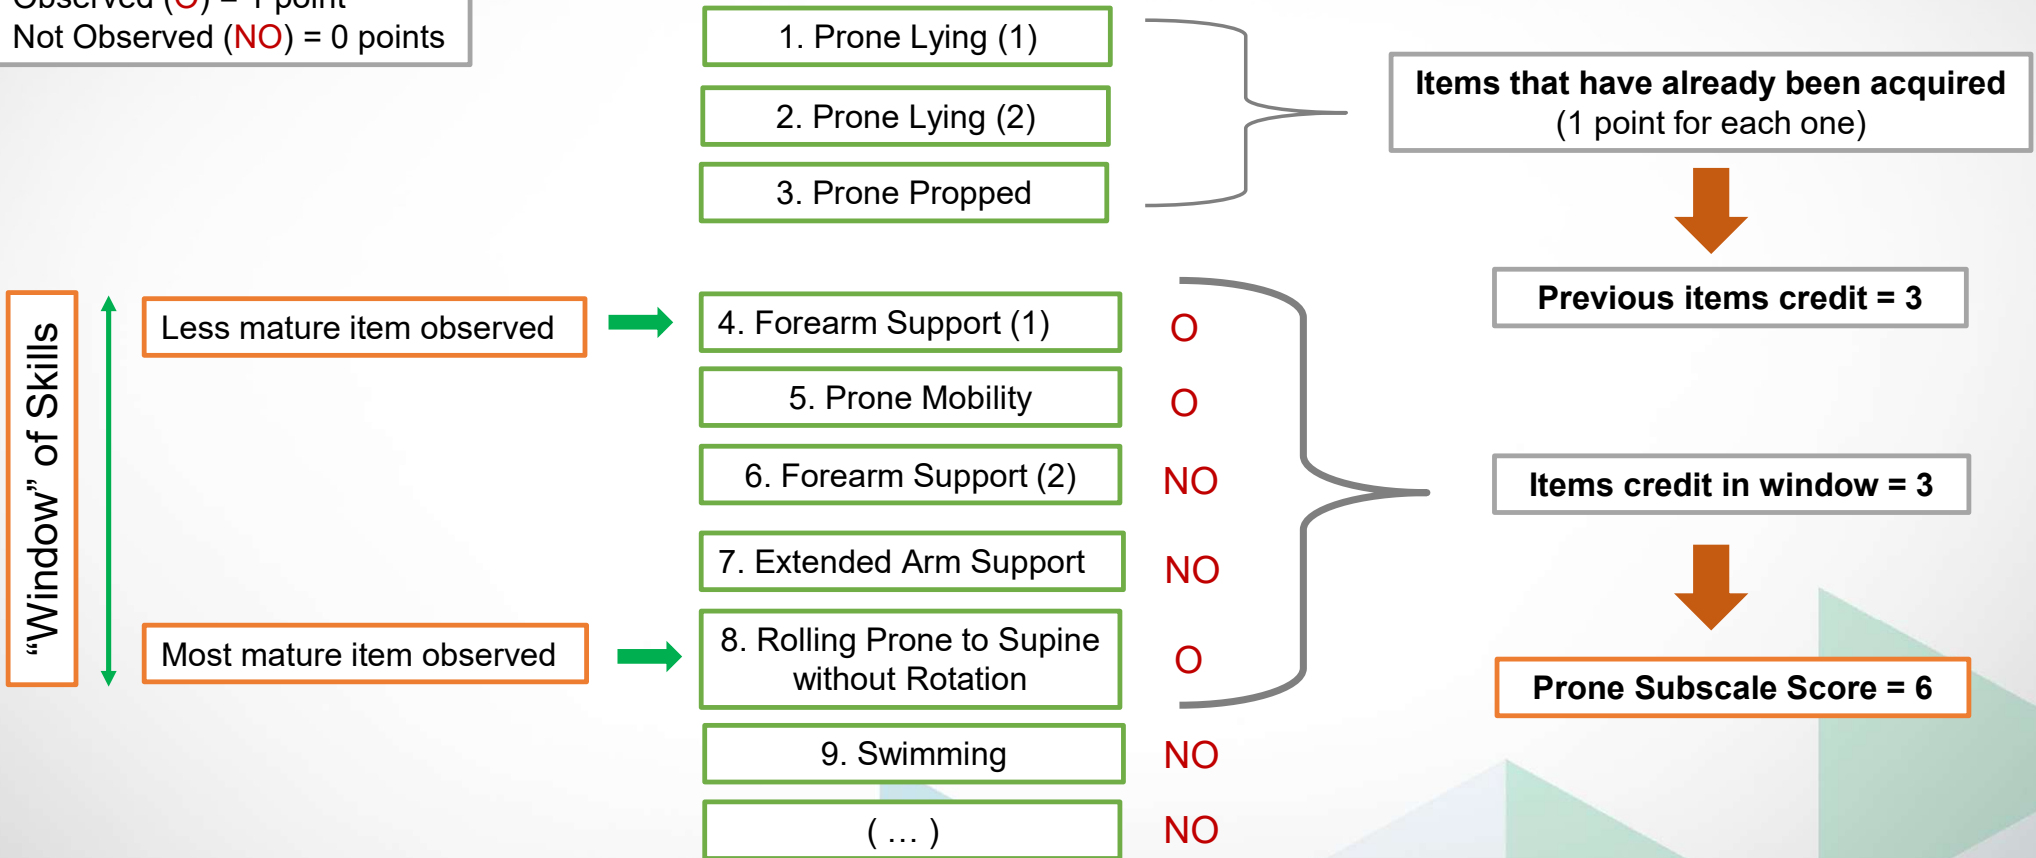 Observed (O) = 1 point
Not Observed (NO) = 0 points
1. Prone Lying (1)
2. Prone Lying (2)
3. Prone Propped
Items that have already been acquired
(1 point for each one)
Previous items credit = 3
"Window" of Skills
Less mature item observed
4. Forearm Support (1)
O
5. Prone Mobility
O
6. Forearm Support (2)
NO
Items credit in window = 3
7. Extended Arm Support
NO
Most mature item observed
8. Rolling Prone to Supine
without Rotation
O
Prone Subscale Score = 6
9. Swimming
NO
( ... )
NO